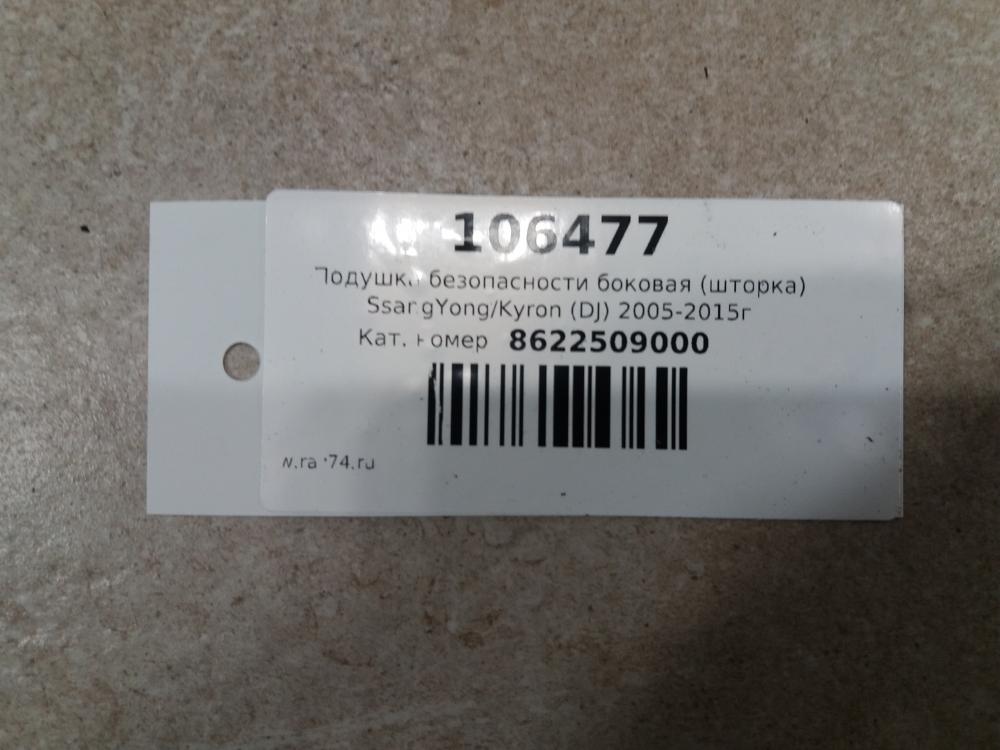 106477
Подушка безопасности боковая (шторка)
SsangYong/Kyron (DJ) 2005-2015г
Кат. номер 8622509000